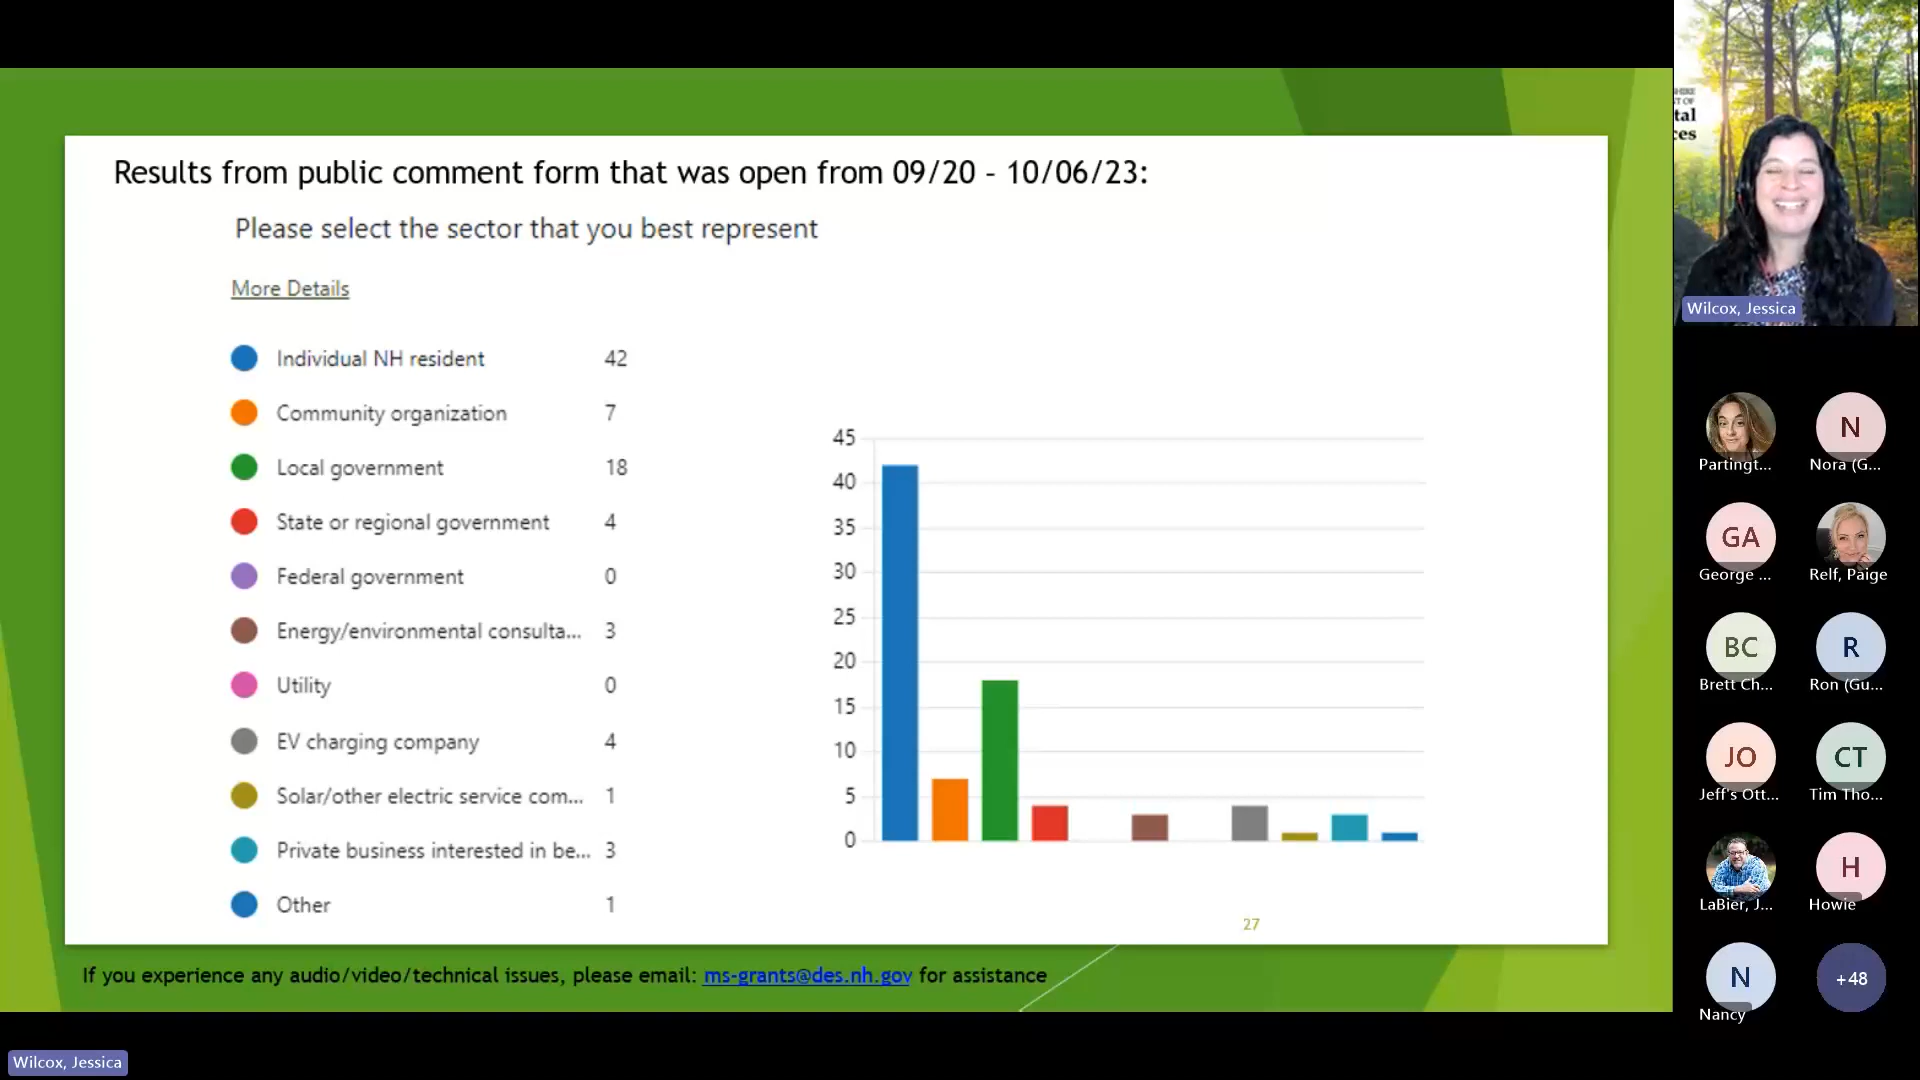 Results from public comment form that was open from 09/20 - 10/06/23:
Please select the sector that you best represent
More Details
Individual NH resident 42
Community organization 7
Local government 18
State or regional government 4
Federal government 0
Energy/environmental consulta... 3
Utility 0
EV charging company 4
Solar/other electric service com... 1
Private business interested in be... 3
Other 1
45
40
35
30
25
20
15
10
5
0
27
If you experience any audio/video/technical issues, please email: ms-grants@des.nh.gov for assistance
Wilcox, Jessica
tal
ces
Wilcox, Jessica
Partingt...
N
Nora (G...
GA
George ...
Relf, Paige
BC
Brett Ch...
R
Ron (Gu...
JO
Jeff's Ott...
CT
Tim Tho...
LaBier, J...
H
Howie
N
Nancy
+48